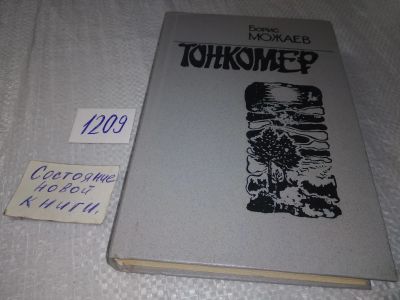 Борис
МОЖАЕВ
ТОНКОМЕР
1209
Состояние
новой
книги.